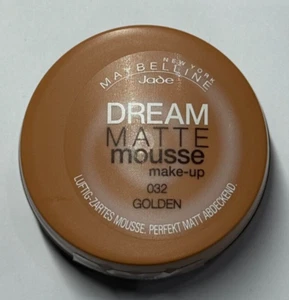 MAYBELLINE
NEW YORK
Jade
DREAM
MATTE
mousse
make-up
032
GOLDEN
LUFTIG-ZARTES MOUSSE. PERFEKT MATT ABDECKEND.